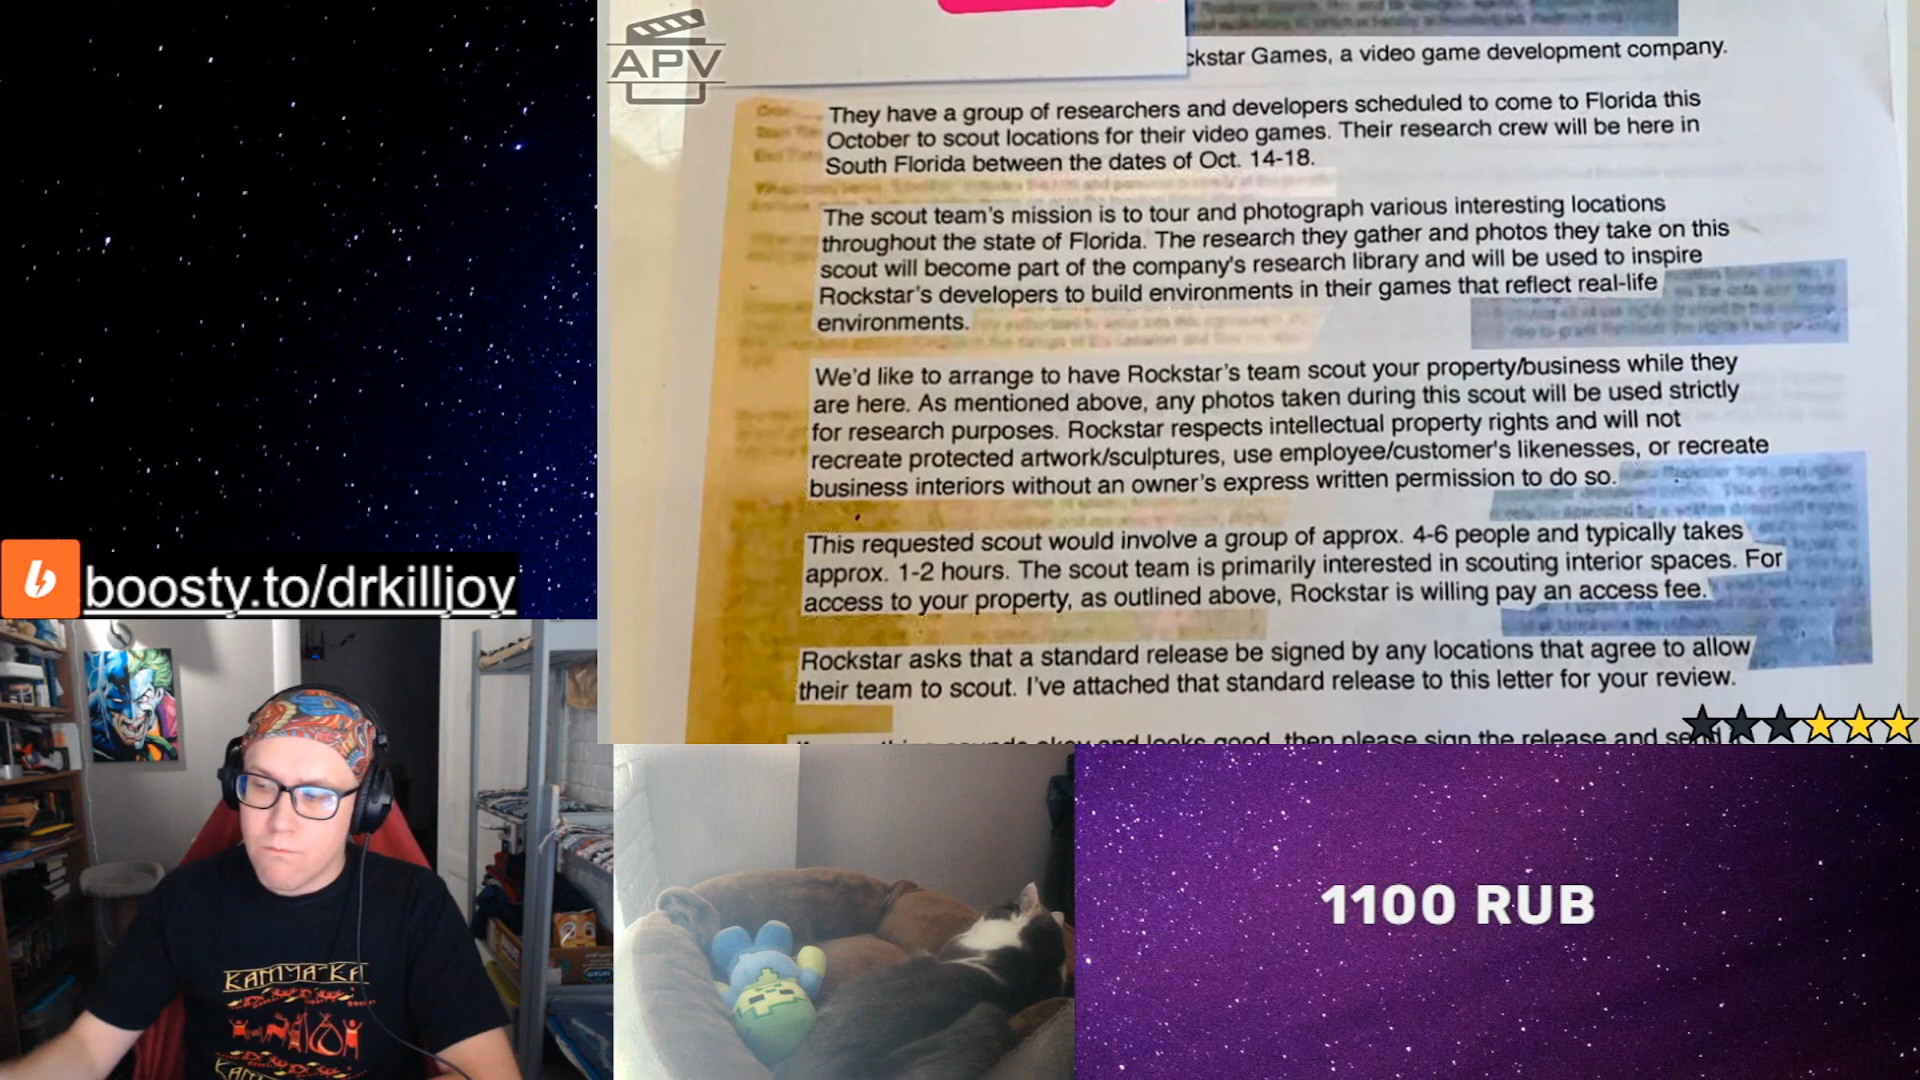 APV
ckstar Games, a video game development company.
They have a group of researchers and developers scheduled to come to Florida this
October to scout locations for their video games. Their research crew will be here in
South Florida between the dates of Oct. 14-18.
The scout team's mission is to tour and photograph various interesting locations
throughout the state of Florida. The research they gather and photos they take on this
scout will become part of the company's research library and will be used to inspire
Rockstar's developers to build environments in their games that reflect real-life
environments.
We'd like to arrange to have Rockstar's team scout your property/business while they
are here. As mentioned above, any photos taken during this scout will be used strictly
for research purposes. Rockstar respects intellectual property rights and will not
recreate protected artwork/sculptures, use employee/customer's likenesses, or recreate
business interiors without an owner's express written permission to do so.
This requested scout would involve a group of approx. 4-6 people and typically takes
approx. 1-2 hours. The scout team is primarily interested in scouting interior spaces. For
access to your property, as outlined above, Rockstar is willing pay an access fee.
Rockstar asks that a standard release be signed by any locations that agree to allow
their team to scout. I've attached that standard release to this letter for your review.
okay and looks good, then please sign the release and send
boosty.to/drkilljoy
1100 RUB